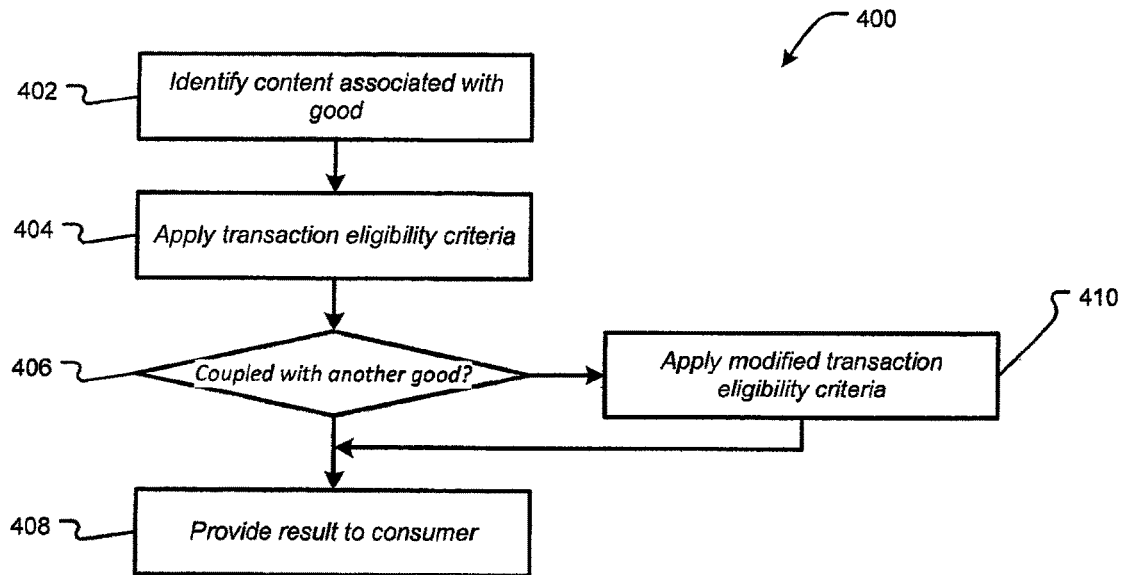 400
402
Identify content associated with
good
404
Apply transaction eligibility criteria
406
Coupled with another good?
410
Apply modified transaction
eligibility criteria
408
Provide result to consumer